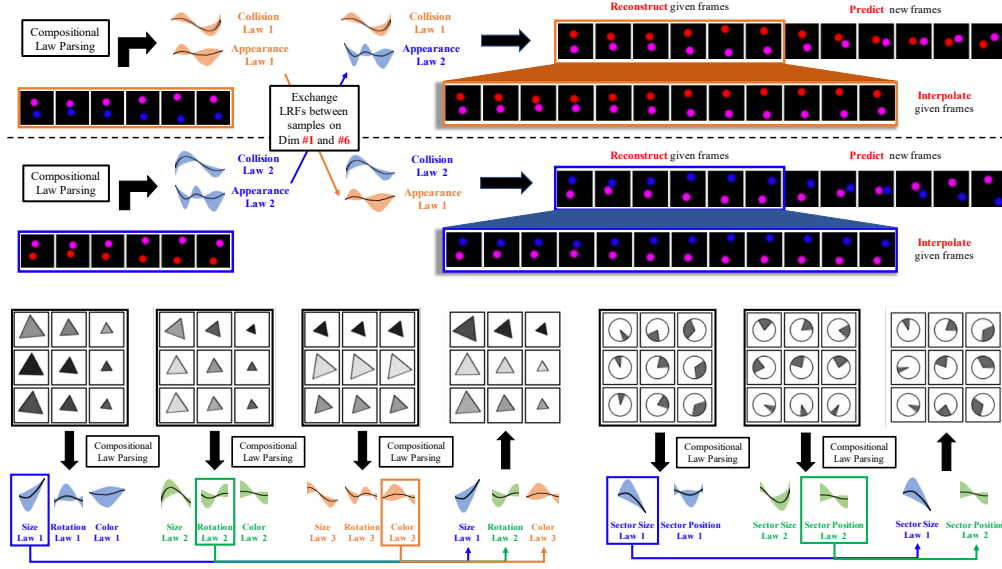 Compositional
Law Parsing
Collision
Law 1
Appearance
Law 1
Collision
Law 1
Appearance
Law 2
Reconstruct given frames
Predict new frames
Interpolate
given frames
Exchange
LRFs between
samples on
Dim #1 and #6
Compositional
Law Parsing
Collision
Law 2
Appearance
Law 2
Collision
Law 2
Appearance
Law 1
Reconstruct given frames
Predict new frames
Interpolate
given frames
Compositional
Law Parsing
Compositional
Law Parsing
Compositional
Law Parsing
Compositional
Law Parsing
Compositional
Law Parsing
Size
Law 1
Rotation
Law 1
Color
Law 1
Size
Law 2
Rotation
Law 2
Color
Law 2
Size
Law 3
Rotation
Law 3
Color
Law 3
Size
Law 1
Rotation
Law 2
Color
Law 3
Sector Size
Law 1
Sector Position
Law 1
Sector Size
Law 2
Sector Position
Law 2
Sector Size
Law 1
Sector Position
Law 2